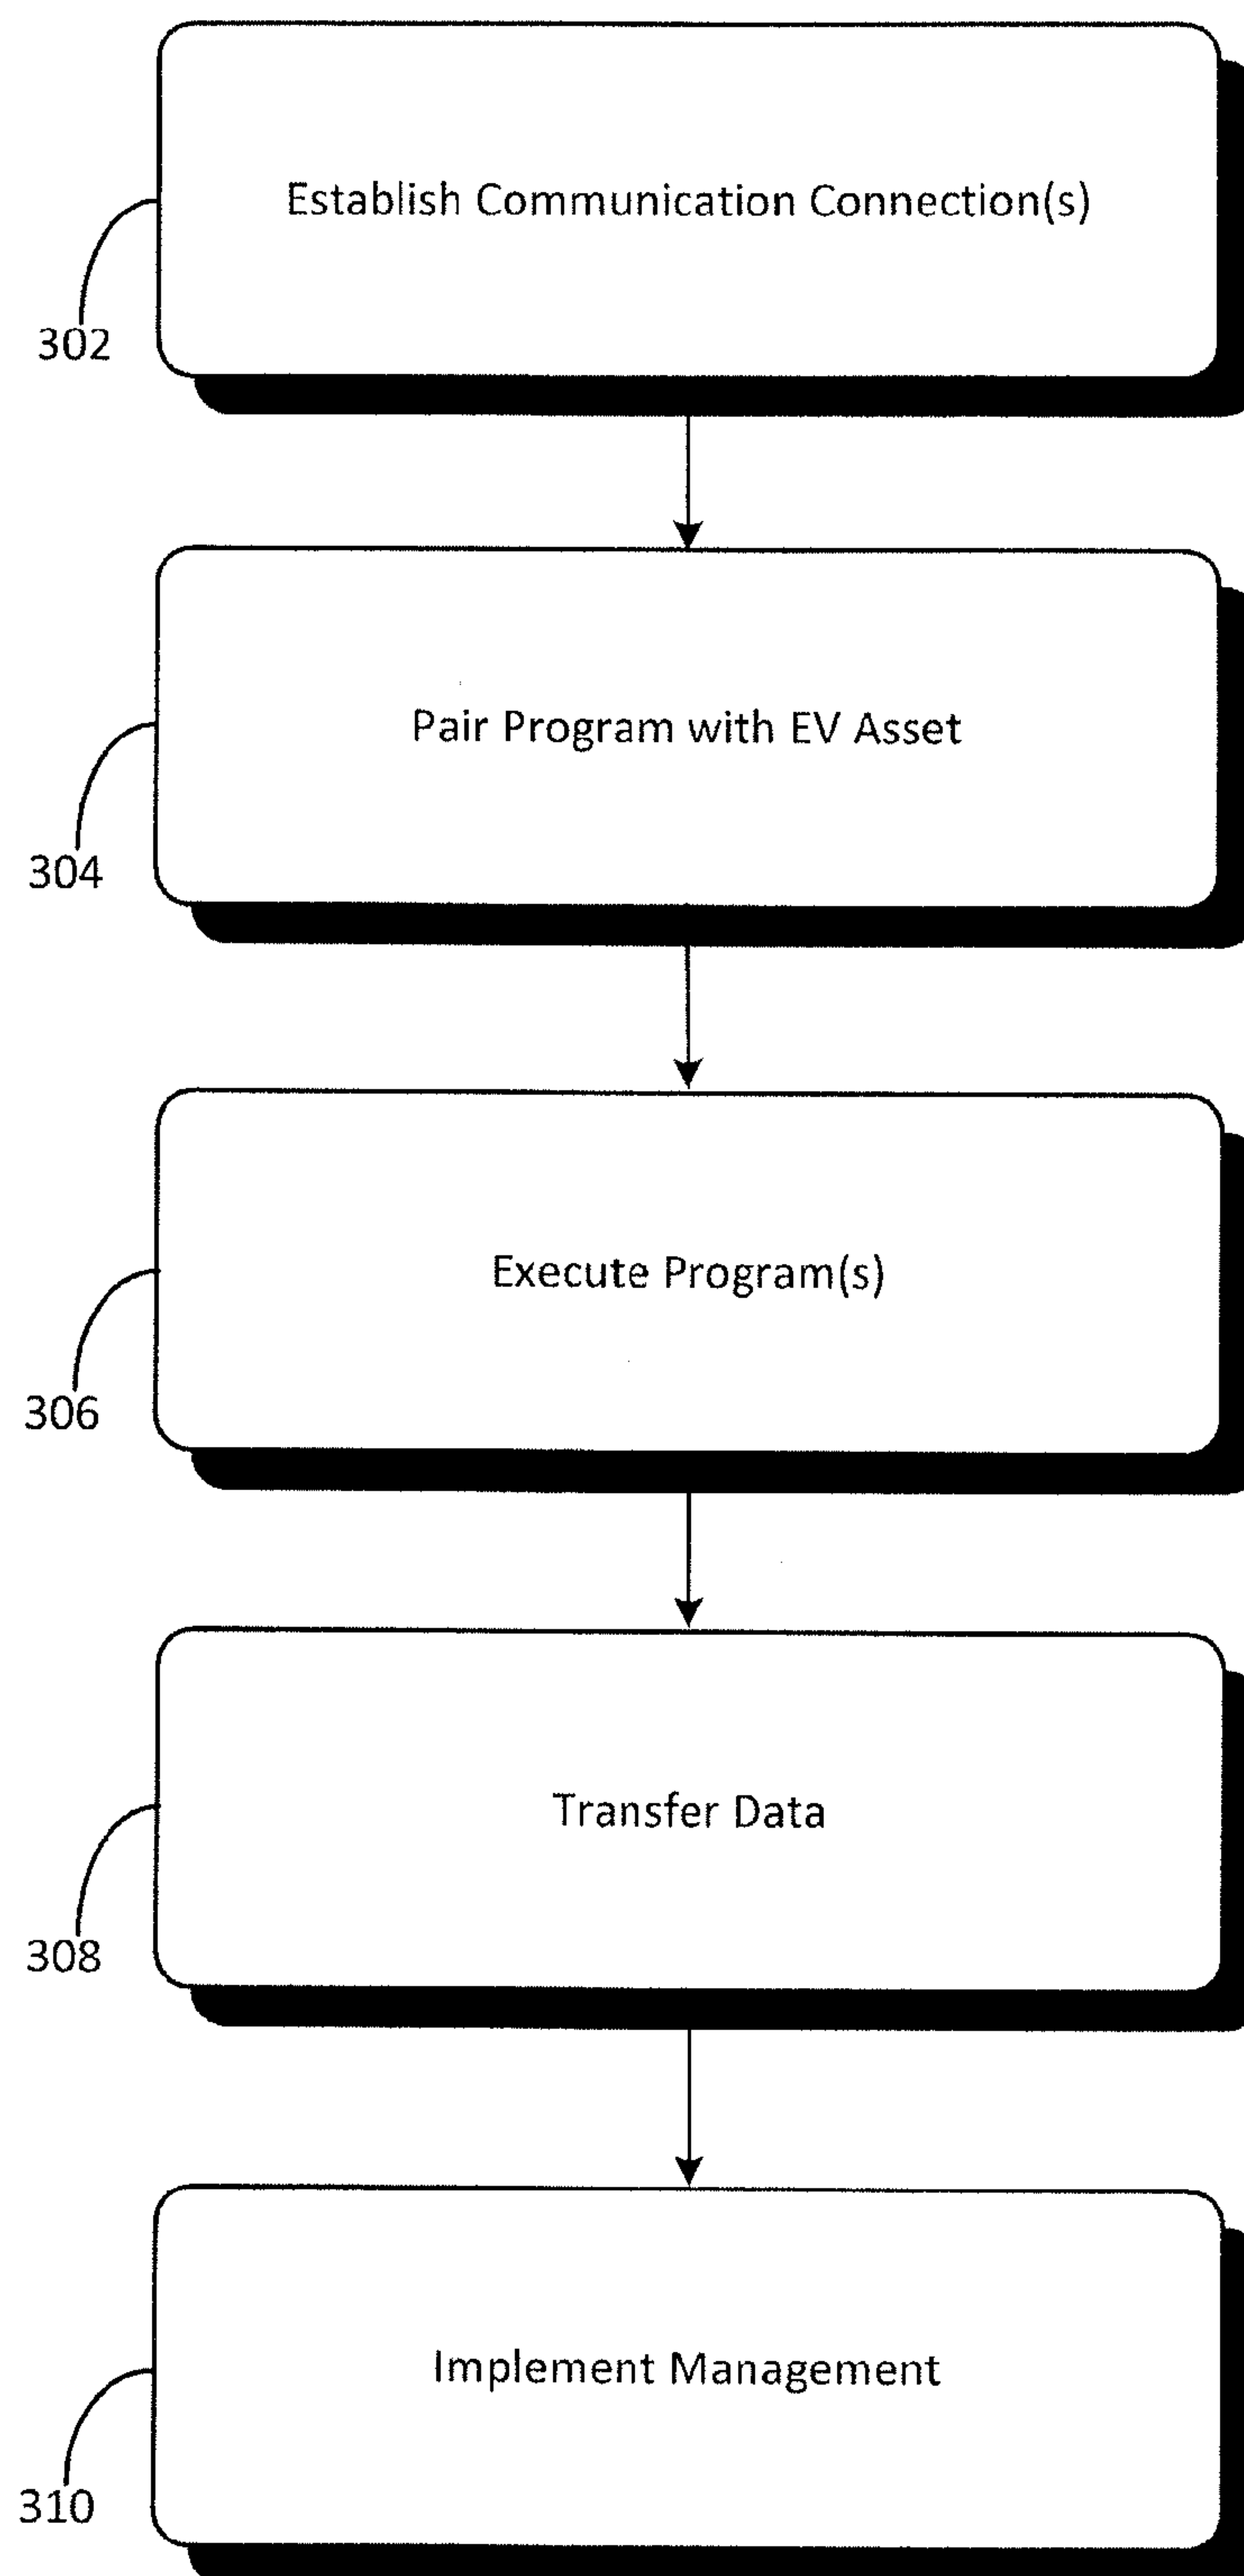 Establish Communication Connection(s)
302
Pair Program with EV Asset
304
Execute Program(s)
306
Transfer Data
308
Implement Management
310